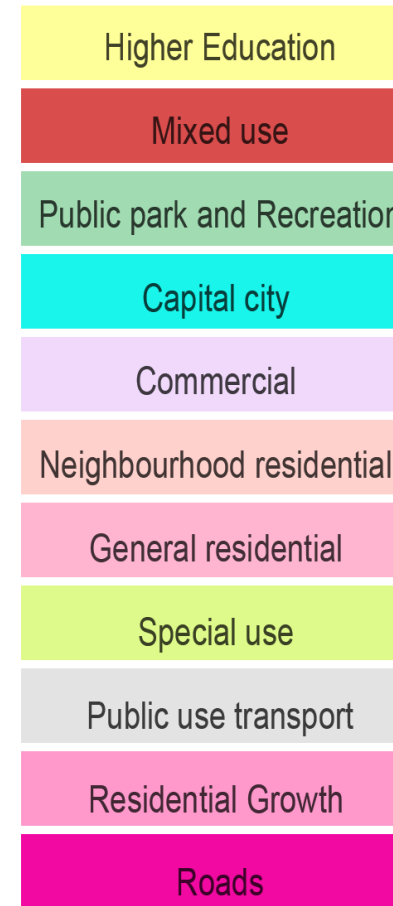 Higher Education
Mixed use
Public park and Recreation
Capital city
Commercial
Neighbourhood residential
General residential
Special use
Public use transport
Residential Growth
Roads